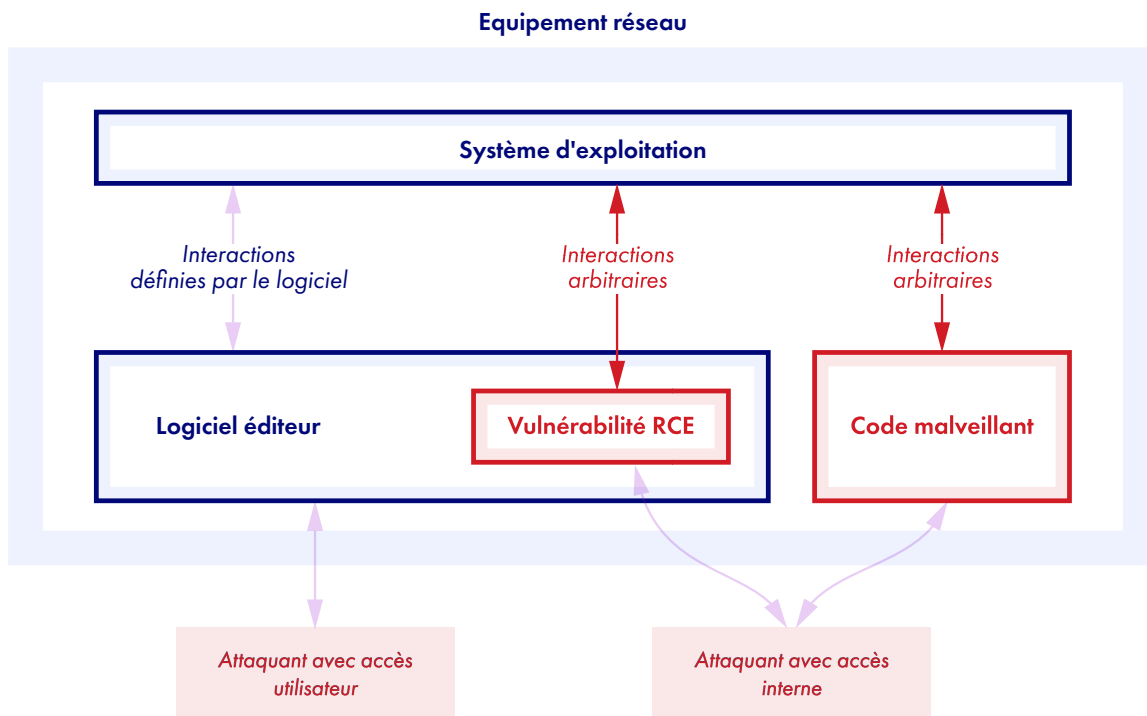 Equipement réseau
Système d'exploitation
Interactions
définies par le logiciel
Interactions
arbitraires
Interactions
arbitraires
Logiciel éditeur
Vulnérabilité RCE
Code malveillant
Attaquant avec accès
utilisateur
Attaquant avec accès
interne